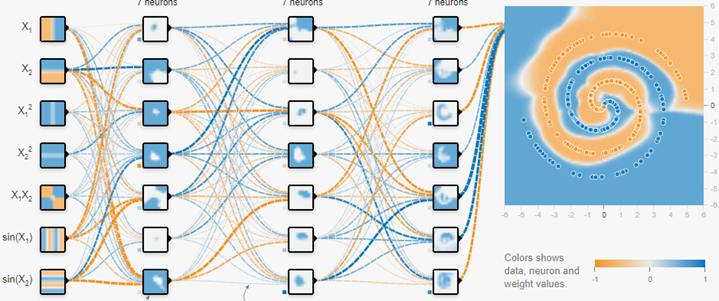 7 neurons
7 neurons
7 neurons
X1
X2
X1²
X2²
X1X2
sin(X1)
sin(X2)
6
5
4
3
2
1
0
-1
-2
-3
-4
-5
-6
-6 -5 -4 -3 -2 -1 0 1 2 3 4 5 6
Colors shows
data, neuron and
weight values.
-1 0 1